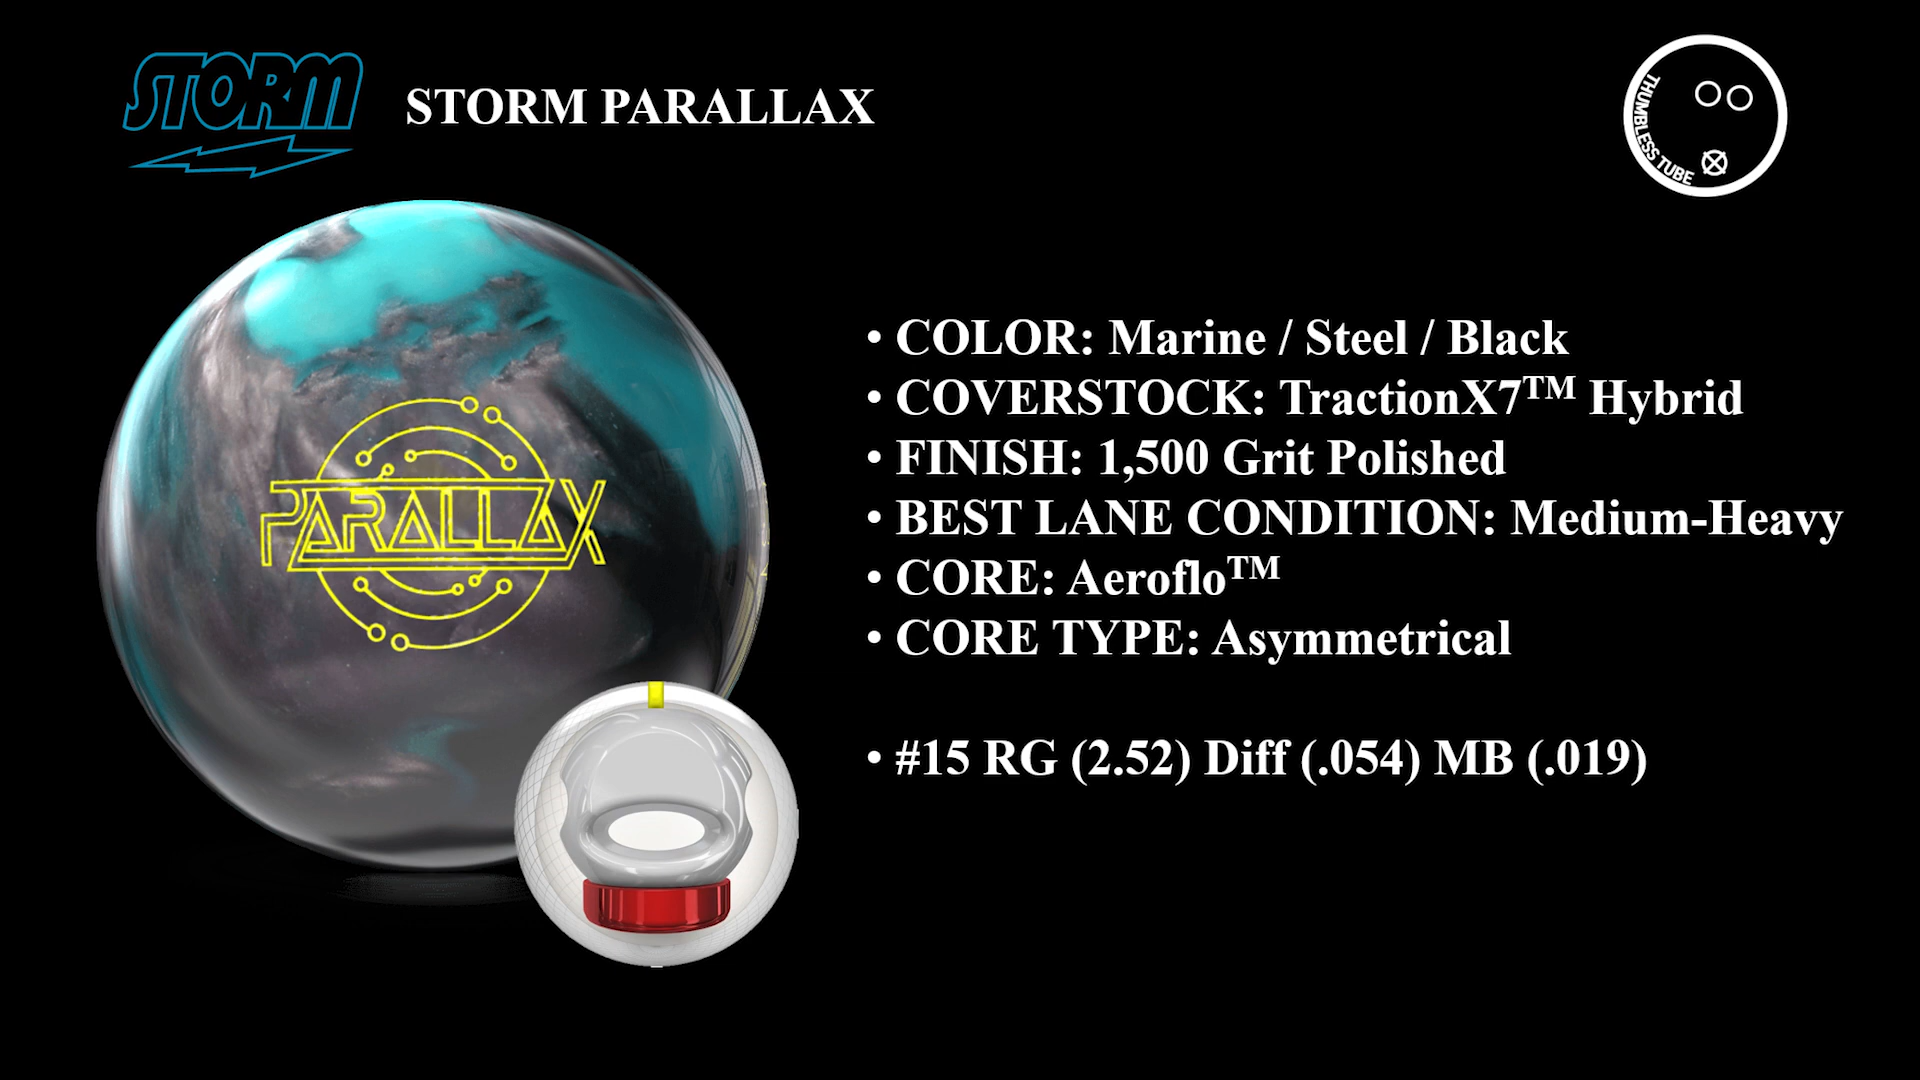 STORM
STORM PARALLAX
THUMBLESS TUBE
• COLOR: Marine / Steel / Black
• COVERSTOCK: TractionX7™ Hybrid
• FINISH: 1,500 Grit Polished
• BEST LANE CONDITION: Medium-Heavy
• CORE: Aeroflo™
• CORE TYPE: Asymmetrical
• #15 RG (2.52) Diff (.054) MB (.019)
PARALLAX